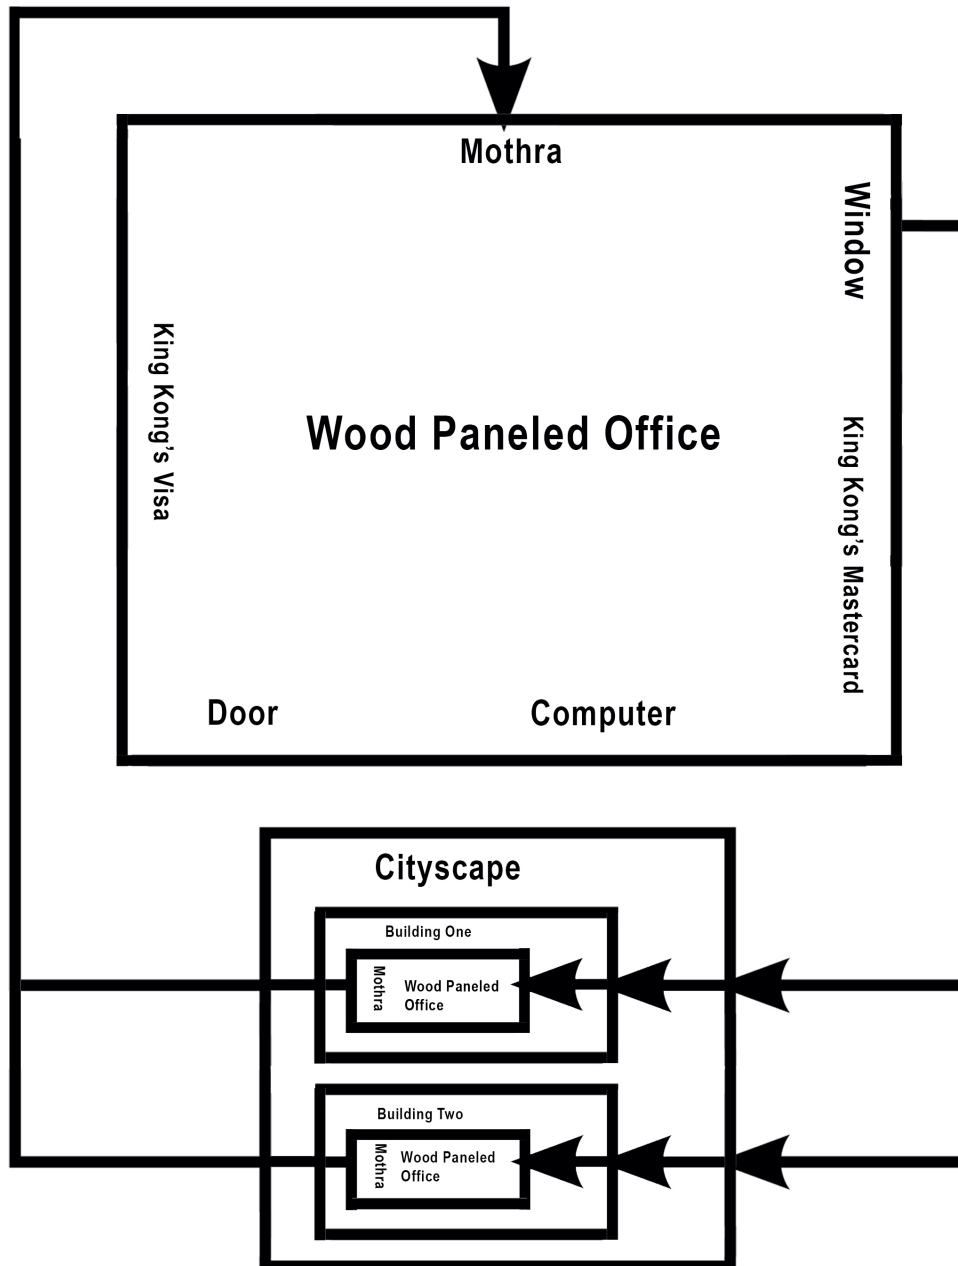 Mothra
Window
King Kong's Visa
Wood Paneled Office
King Kong's Mastercard
Door
Computer
Cityscape
Building One
Mothra
Wood Paneled
Office
Building Two
Mothra
Wood Paneled
Office